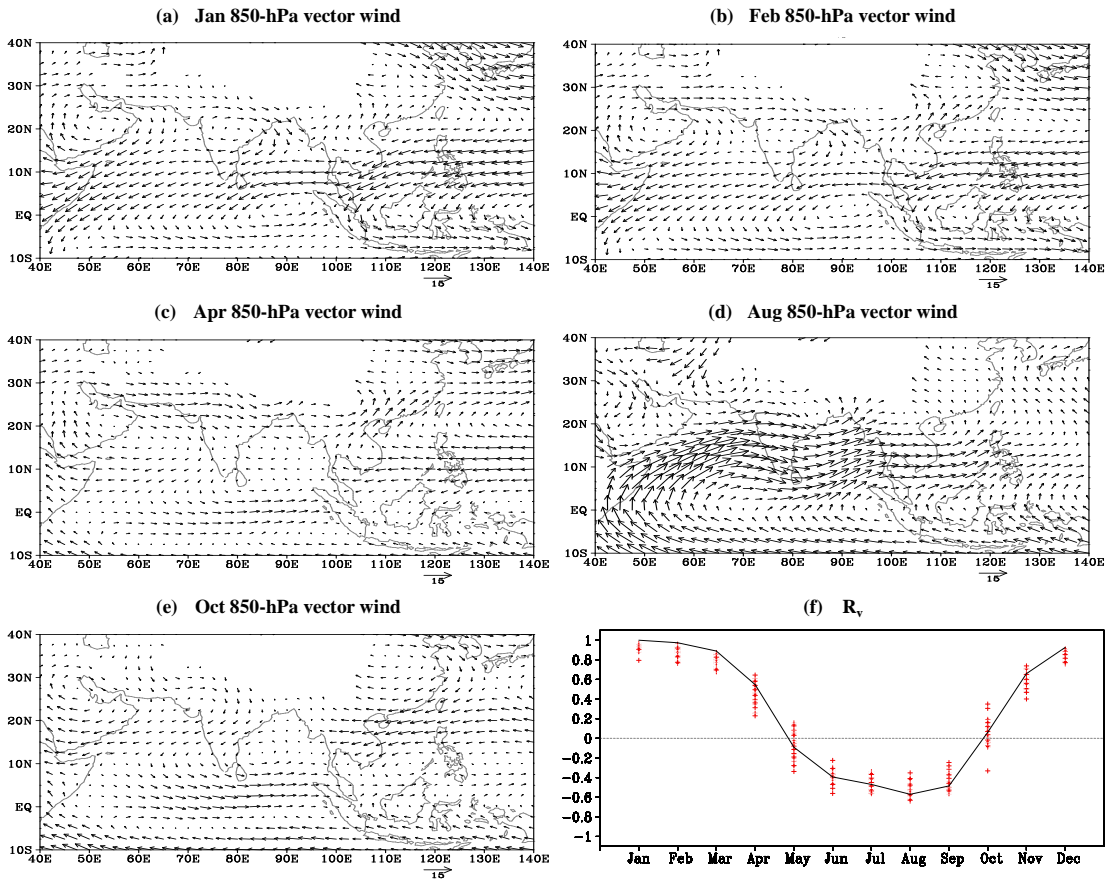 (a) Jan 850-hPa vector wind
40N
30N
20N
10N
EQ
10S
40E 50E 60E 70E 80E 90E 100E 110E 120E 130E 140E
15
(b) Feb 850-hPa vector wind
40N
30N
20N
10N
EQ
10S
40E 50E 60E 70E 80E 90E 100E 110E 120E 130E 140E
15
(c) Apr 850-hPa vector wind
40N
30N
20N
10N
EQ
10S
40E 50E 60E 70E 80E 90E 100E 110E 120E 130E 140E
15
(d) Aug 850-hPa vector wind
40N
30N
20N
10N
EQ
10S
40E 50E 60E 70E 80E 90E 100E 110E 120E 130E 140E
15
(e) Oct 850-hPa vector wind
40N
30N
20N
10N
EQ
10S
40E 50E 60E 70E 80E 90E 100E 110E 120E 130E 140E
15
(f) Rv
1
0.8
0.6
0.4
0.2
0
-0.2
-0.4
-0.6
-0.8
-1
Jan Feb Mar Apr May Jun Jul Aug Sep Oct Nov Dec